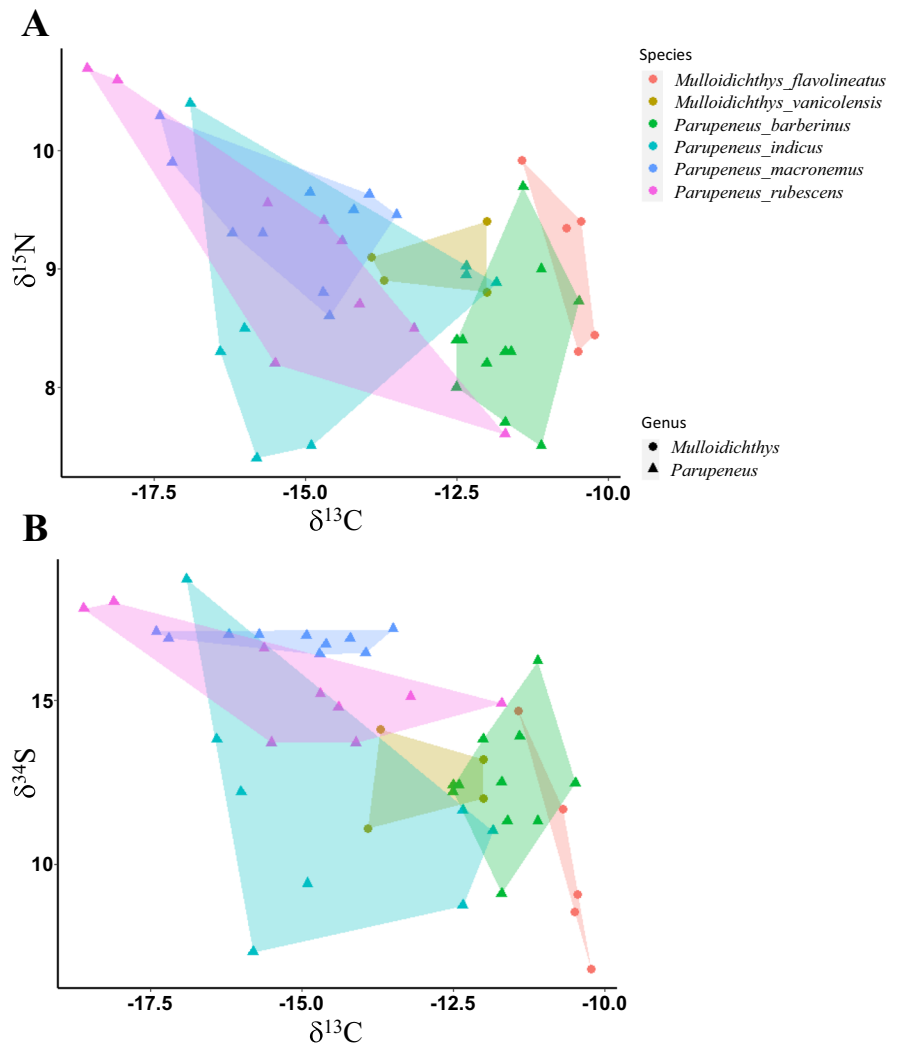 A
Species
Mulloidichthys_flavolineatus
Mulloidichthys_vanicolensis
Parupeneus_barberinus
Parupeneus_indicus
Parupeneus_macronemus
Parupeneus_rubescens
10
9
8
δ15N
Genus
Mulloidichthys
Parupeneus
-17.5 -15.0 -12.5 -10.0
δ13C
B
15
10
δ34S
-17.5 -15.0 -12.5 -10.0
δ13C